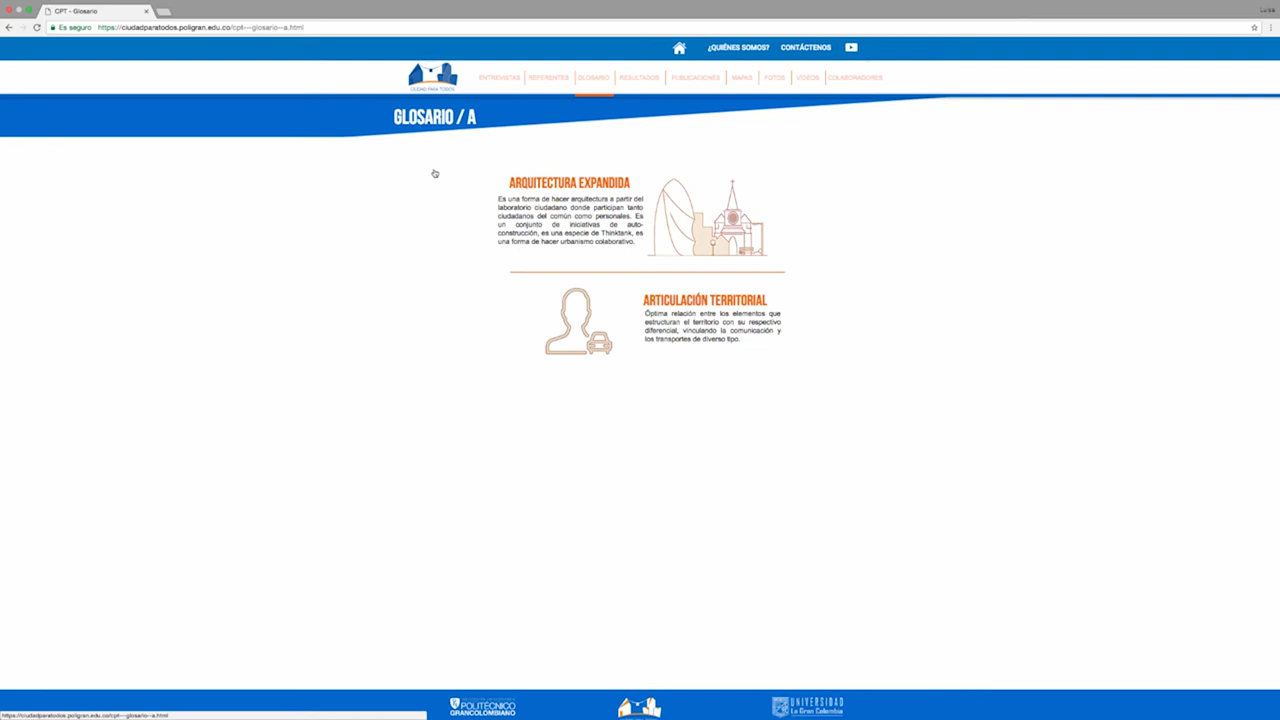 CPT - Glosario
Luisa
Es seguro https://ciudadparatodos.poligran.edu.co/cpt---glosario--a.html
¿QUIÉNES SOMOS? CONTÁCTENOS
CIUDAD PARA TODOS
ENTREVISTAS REFERENTES GLOSARIO RESULTADOS PUBLICACIONES MAPAS FOTOS VÍDEOS COLABORADORES
GLOSARIO / A
ARQUITECTURA EXPANDIDA
Es una forma de hacer arquitectura a partir del
laboratorio ciudadano donde participan tanto
ciudadanos del común como personales. Es
un conjunto de iniciativas de auto-
construcción, es una especie de Thinktank, es
una forma de hacer urbanismo colaborativo.
ARTICULACIÓN TERRITORIAL
Óptima relación entre los elementos que
estructuran el territorio con su respectivo
diferencial, vinculando la comunicación y
los transportes de diverso tipo.
POLITÉCNICO
GRANCOLOMBIANO
UNIVERSIDAD
La Gran Colombia
https://ciudadparatodos.poligran.edu.co/cpt---glosario--a.html